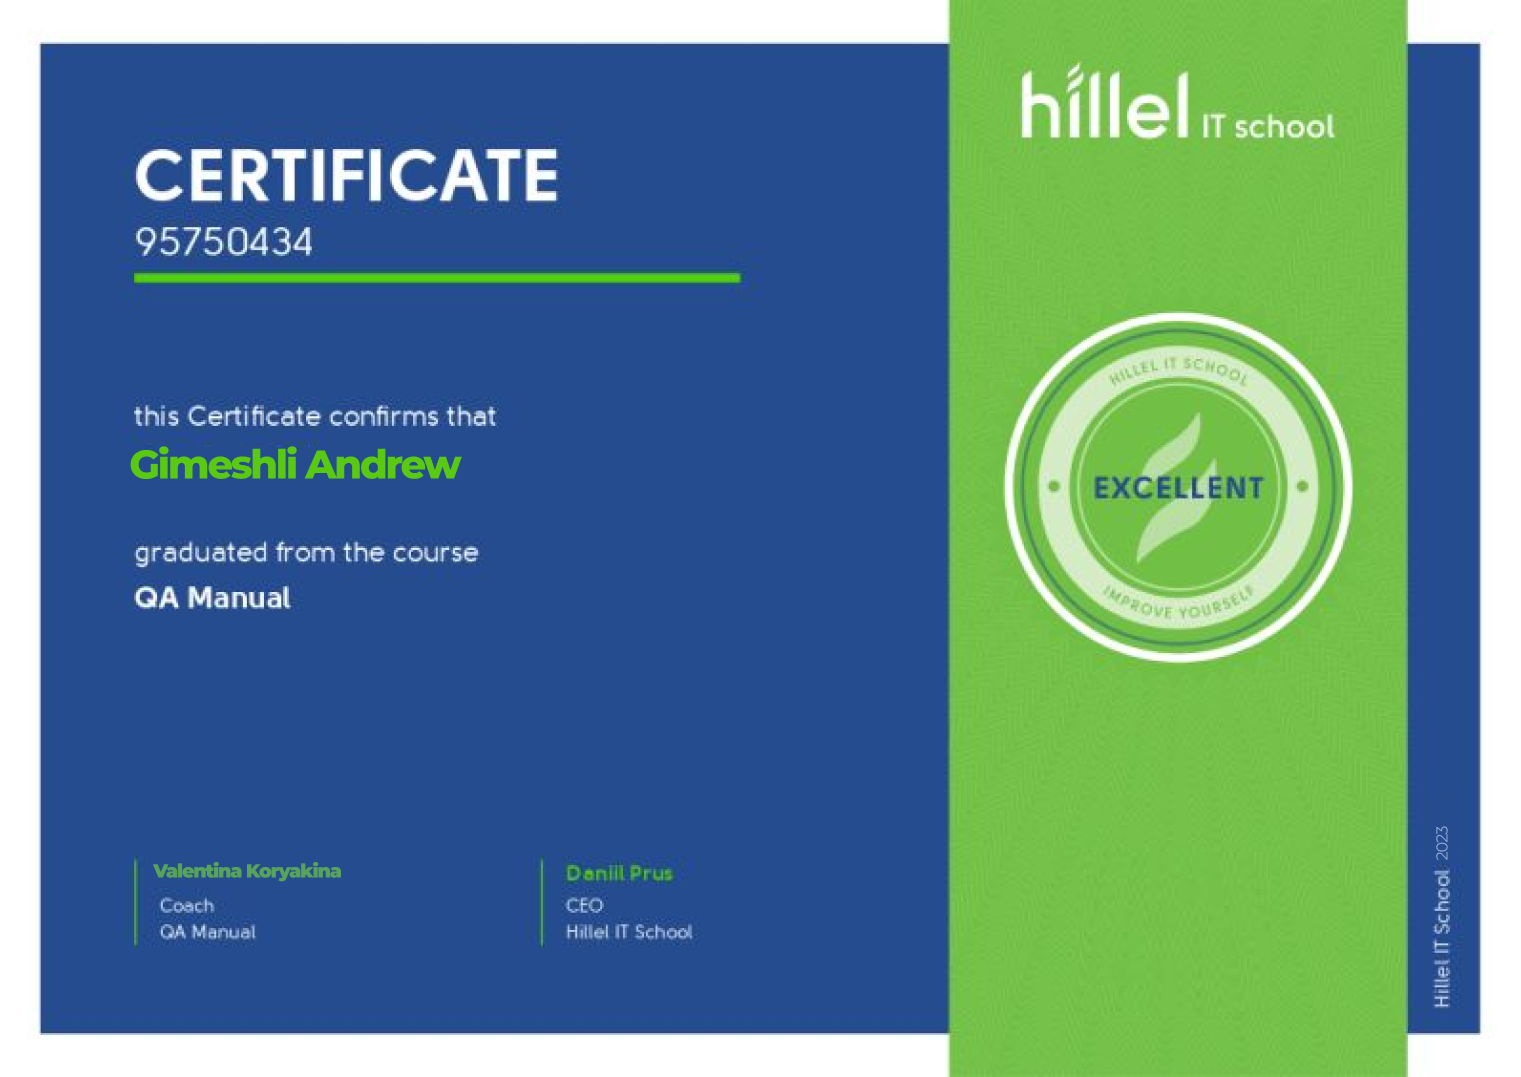 hillel IT school
CERTIFICATE
95750434
this Certificate confirms that
Gimeshli Andrew
graduated from the course
QA Manual
HILLEL IT SCHOOL
EXCELLENT
IMPROVE YOURSELF
Valentina Koryakina
Coach
QA Manual
Daniil Prus
CEO
Hillel IT School
Hillel IT School 2023